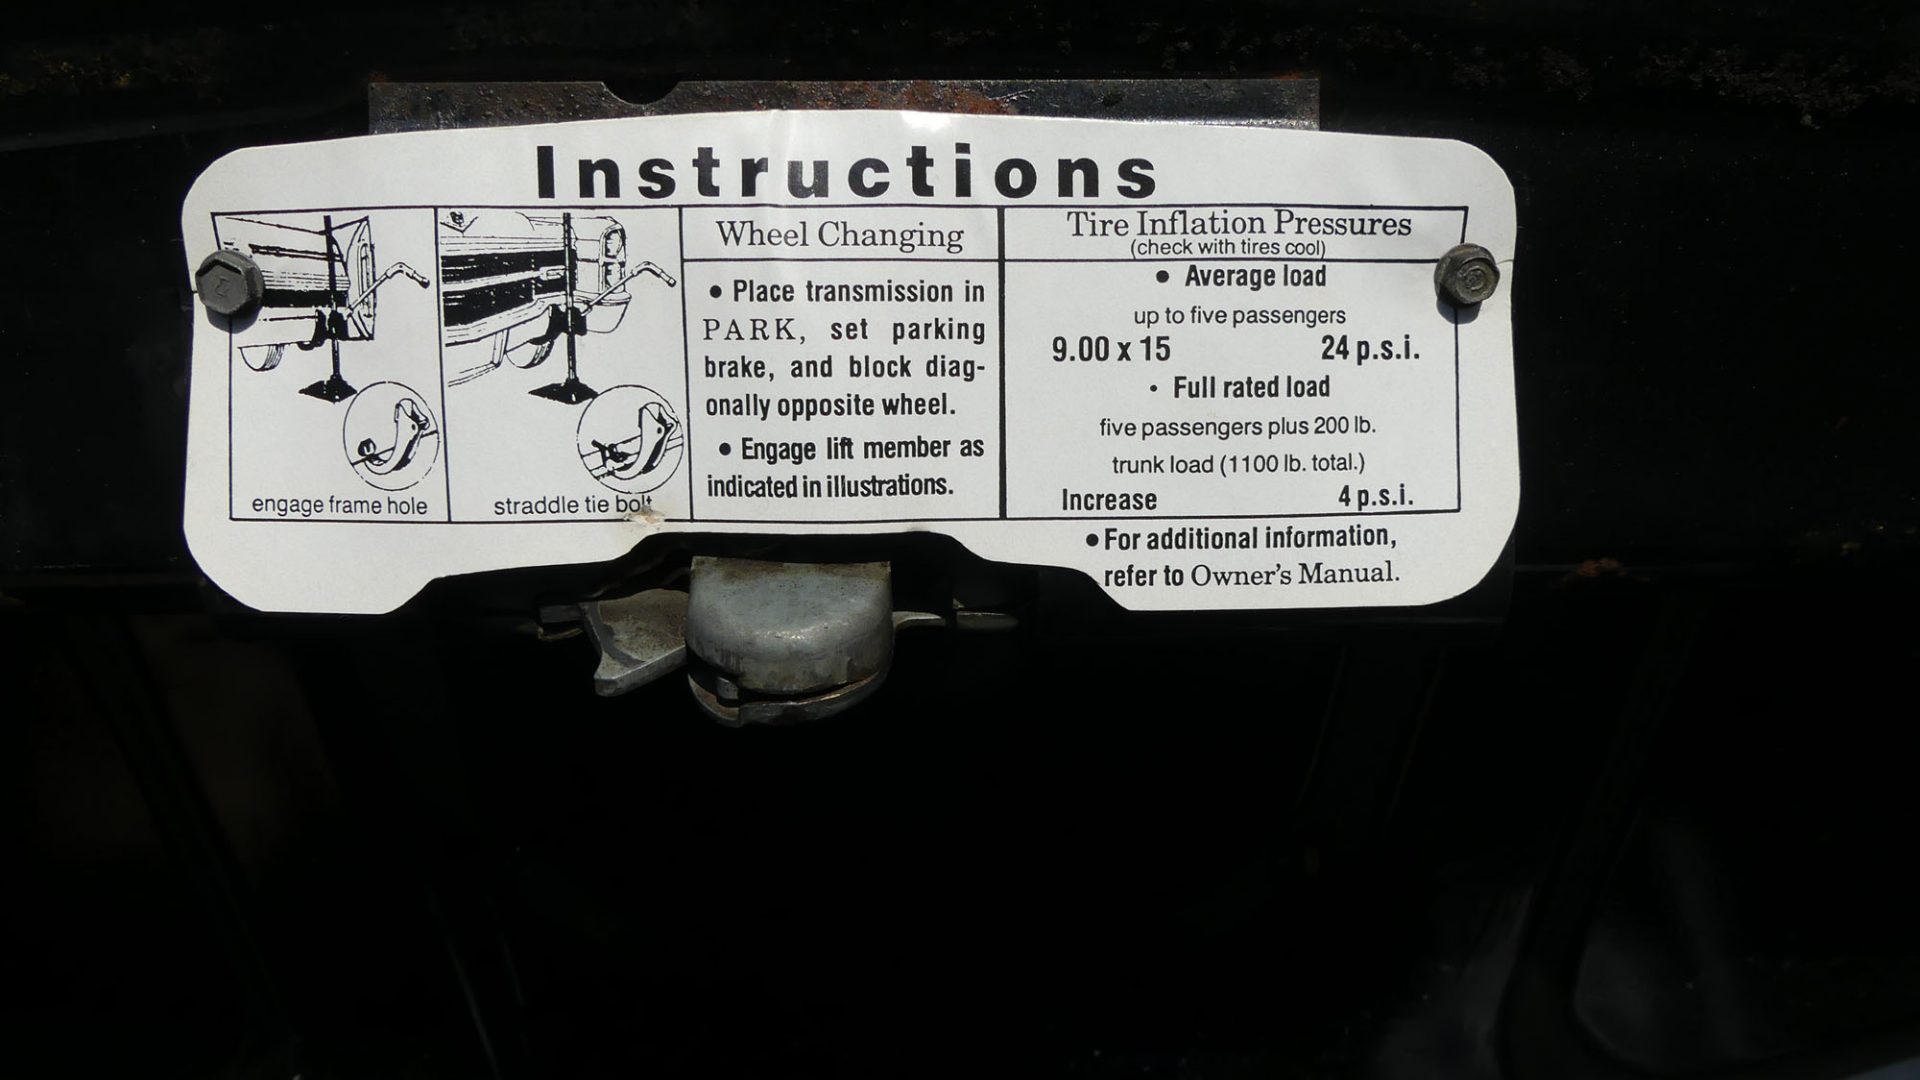 Instructions
engage frame hole
straddle tie bolt
Wheel Changing
• Place transmission in
PARK, set parking
brake, and block diag-
onally opposite wheel.
• Engage lift member as
indicated in illustrations.
Tire Inflation Pressures
(check with tires cool)
• Average load
up to five passengers
9.00 x 15 24 p.s.i.
• Full rated load
five passengers plus 200 lb.
trunk load (1100 lb. total.)
Increase 4 p.s.i.
• For additional information,
refer to Owner's Manual.